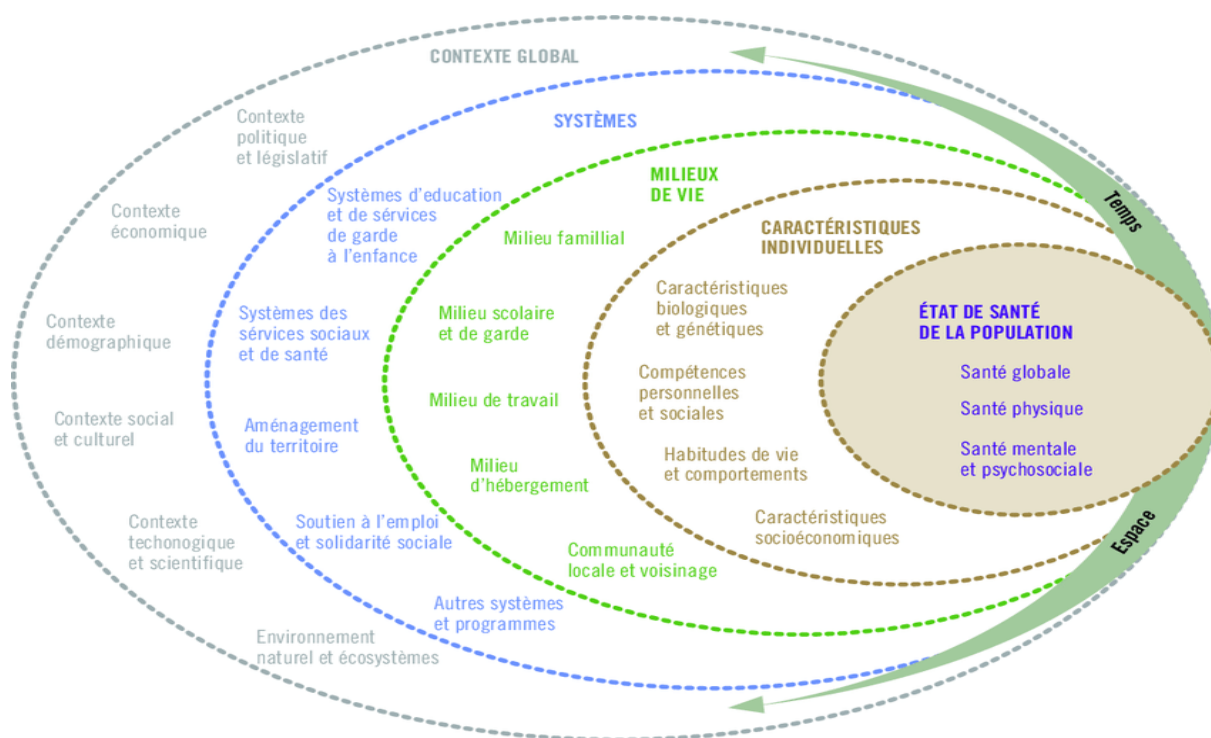 CONTEXTE GLOBAL
Contexte
politique
et législatif
Contexte
économique
Contexte
démographique
Contexte social
et culturel
Contexte
techonogique
et scientifique
Environnement
naturel et écosystèmes
SYSTÈMES
Systèmes d'education
et de sérvices
de garde
à l'enfance
Systèmes des
sérvices sociaux
et de santé
Aménagement
du territoire
Soutien à l'emploi
et solidarité sociale
Autres systèmes
et programmes
MILIEUX
DE VIE
Milieu famillial
Milieu scolaire
et de garde
Milieu de travail
Milieu
d'hébergement
Communauté
locale et voisinage
CARACTÉRISTIQUES
INDIVIDUELLES
Caractéristiques
biologiques
et génétiques
Compétences
personnelles
et sociales
Habitudes de vie
et comportements
Caractéristiques
socioéconomiques
ÉTAT DE SANTÉ
DE LA POPULATION
Santé globale
Santé physique
Santé mentale
et psychosociale
Temps
Espace